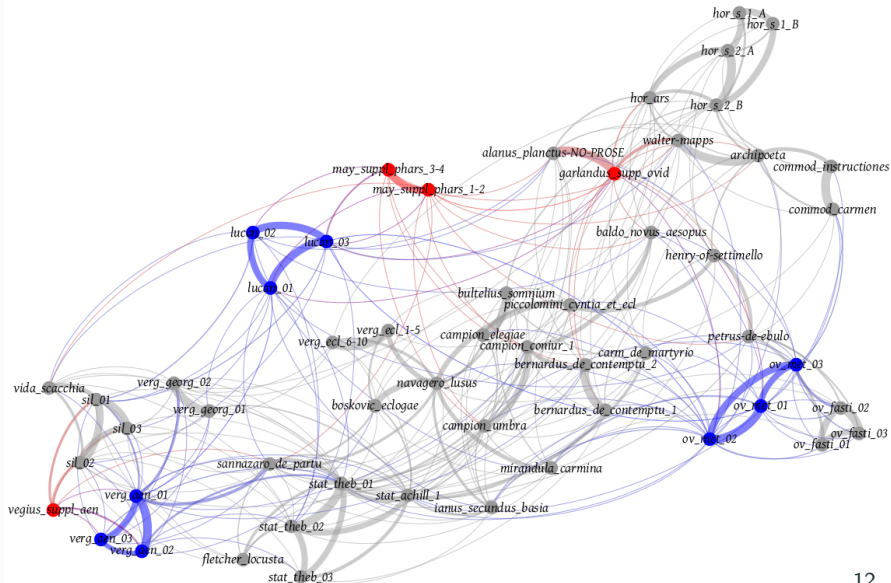 hor_s_1_A
hor_s_1_B
hor_s_2_A
hor_ars
hor_s_2_B
walter-mapps
alanus_planctus-NO-PROSE
archipoeta
may_suppl_phars_3-4
garlandus_supp_ovid
commod_instructiones
may_suppl_phars_1-2
commod_carmen
lucan_02
lucan_03
baldo_novus_aesopus
henry-of-settimello
lucan_01
bultelius_somnium
piccolomini_cyntia_et_ecl
verg_ecl_1-5
campion_elegiae
petrus-de-ebulo
verg_ecl_6-10
campion_coniur_1
carm_de_martyrio
bernardus_de_contemptu_2
ov_met_03
vida_scacchia
verg_georg_02
navagero_lusus
sil_01
boskovic_eclogae
ov_met_01
ov_fasti_02
verg_georg_01
bernardus_de_contemptu_1
sil_03
campion_umbra
ov_met_02
ov_fasti_03
ov_fasti_01
sil_02
sannazaro_de_partu
mirandula_carmina
stat_theb_01
verg_aen_01
stat_achill_1
vegius_suppl_aen
ianus_secundus_basia
stat_theb_02
verg_aen_03
verg_aen_02
fletcher_locusta
stat_theb_03
12